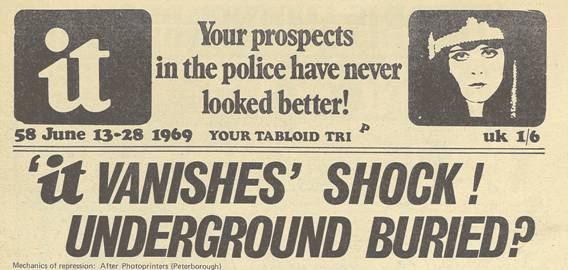 it
Your prospects
in the police have never
looked better!
58 June 13-28 1969 YOUR TABLOID TRI P uk 1/6
'it VANISHES' SHOCK!
UNDERGROUND BURIED?
Mechanics of repression: After Photoprinters (Peterborough)